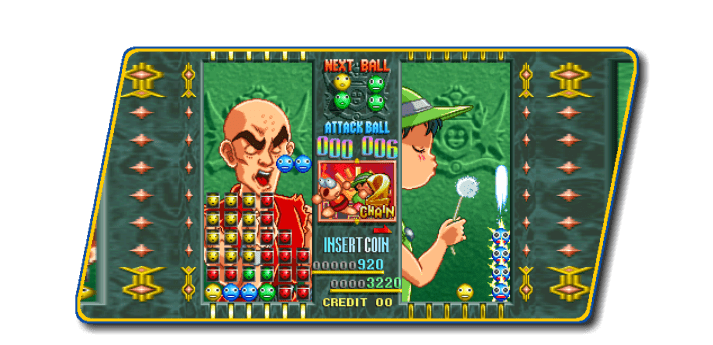 NEXT BALL
ATTACK BALL
000 006
2
CHAIN
INSERT COIN
00000920
00003220
CREDIT 00